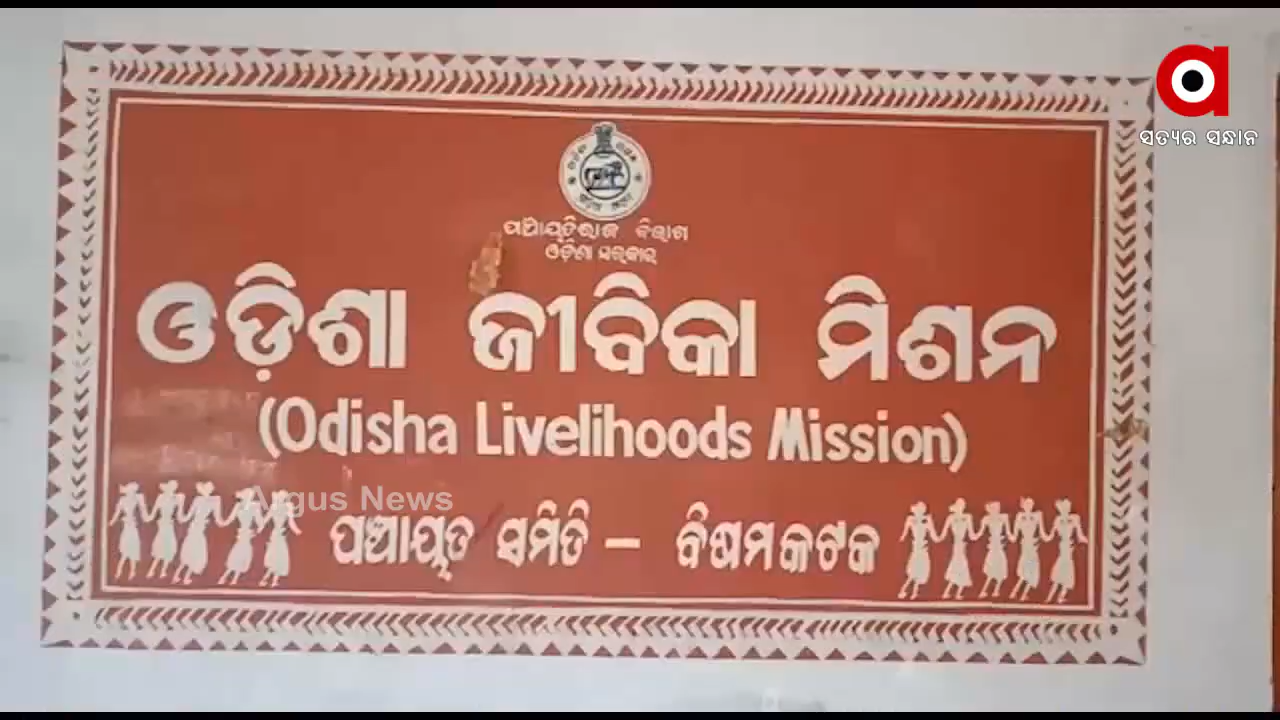 ସତ୍ୟର ସନ୍ଧାନ
ପଞ୍ଚାୟତିରାଜ ବିଭାଗ
ଓଡ଼ିଶା ସରକାର
ଓଡ଼ିଶା ଜୀବିକା ମିଶନ
(Odisha Livelihoods Mission)
Argus News
ପଞ୍ଚାୟତ ସମିତି – ବିଷମକଟକ